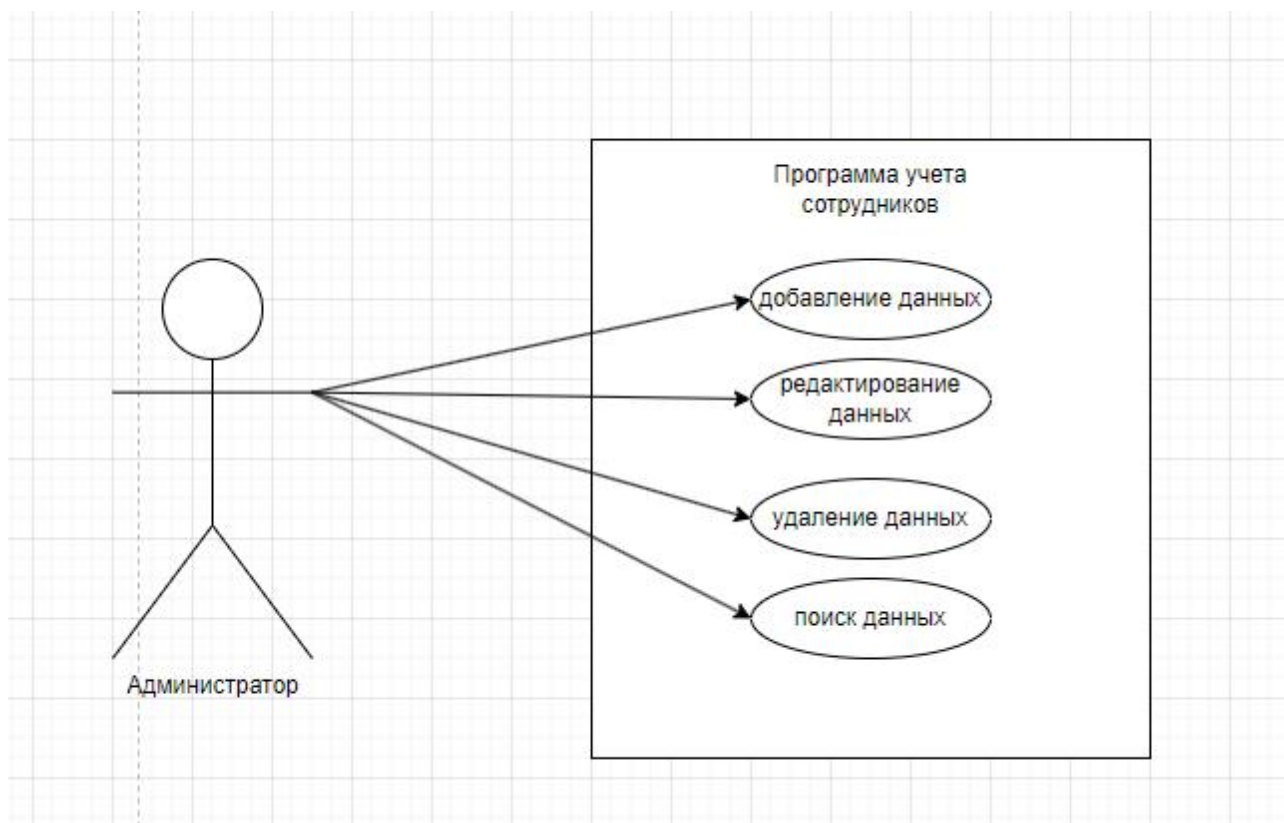 Программа учета
сотрудников
добавление данных
редактирование
данных
удаление данных
поиск данных
Администратор